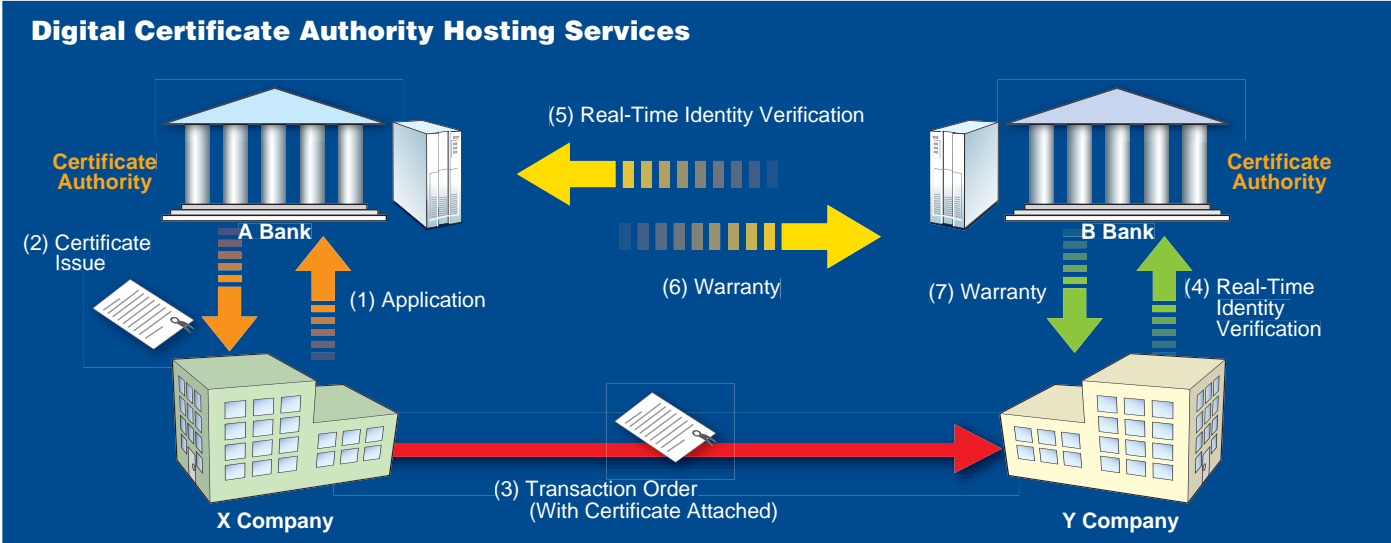 Digital Certificate Authority Hosting Services
(5) Real-Time Identity Verification
Certificate
Authority
Certificate
Authority
A Bank
B Bank
(2) Certificate
Issue
(1) Application
(6) Warranty
(7) Warranty
(4) Real-Time
Identity
Verification
(3) Transaction Order
(With Certificate Attached)
X Company
Y Company